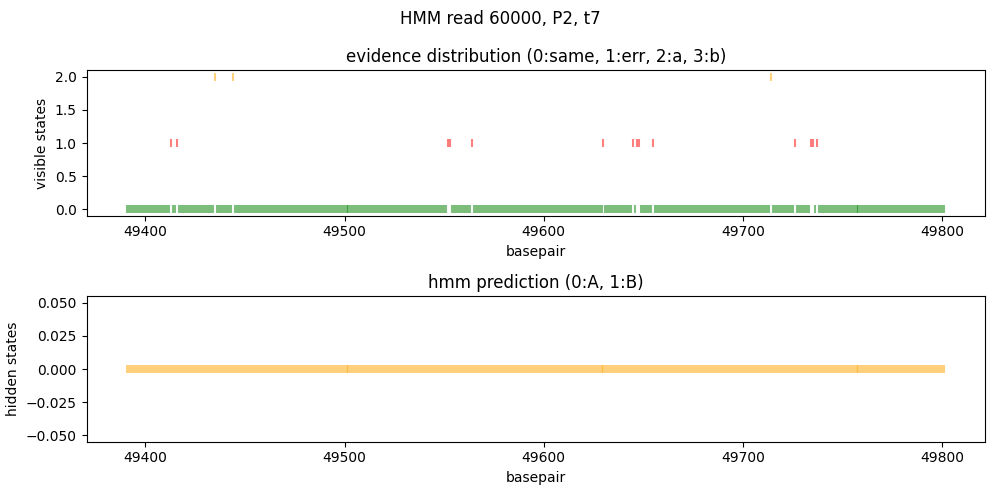 HMM read 60000, P2, t7
evidence distribution (0:same, 1:err, 2:a, 3:b)
visible states
2.0
1.5
1.0
0.5
0.0
49400 49500 49600 49700 49800
basepair
hmm prediction (0:A, 1:B)
hidden states
0.050
0.025
0.000
−0.025
−0.050
49400 49500 49600 49700 49800
basepair